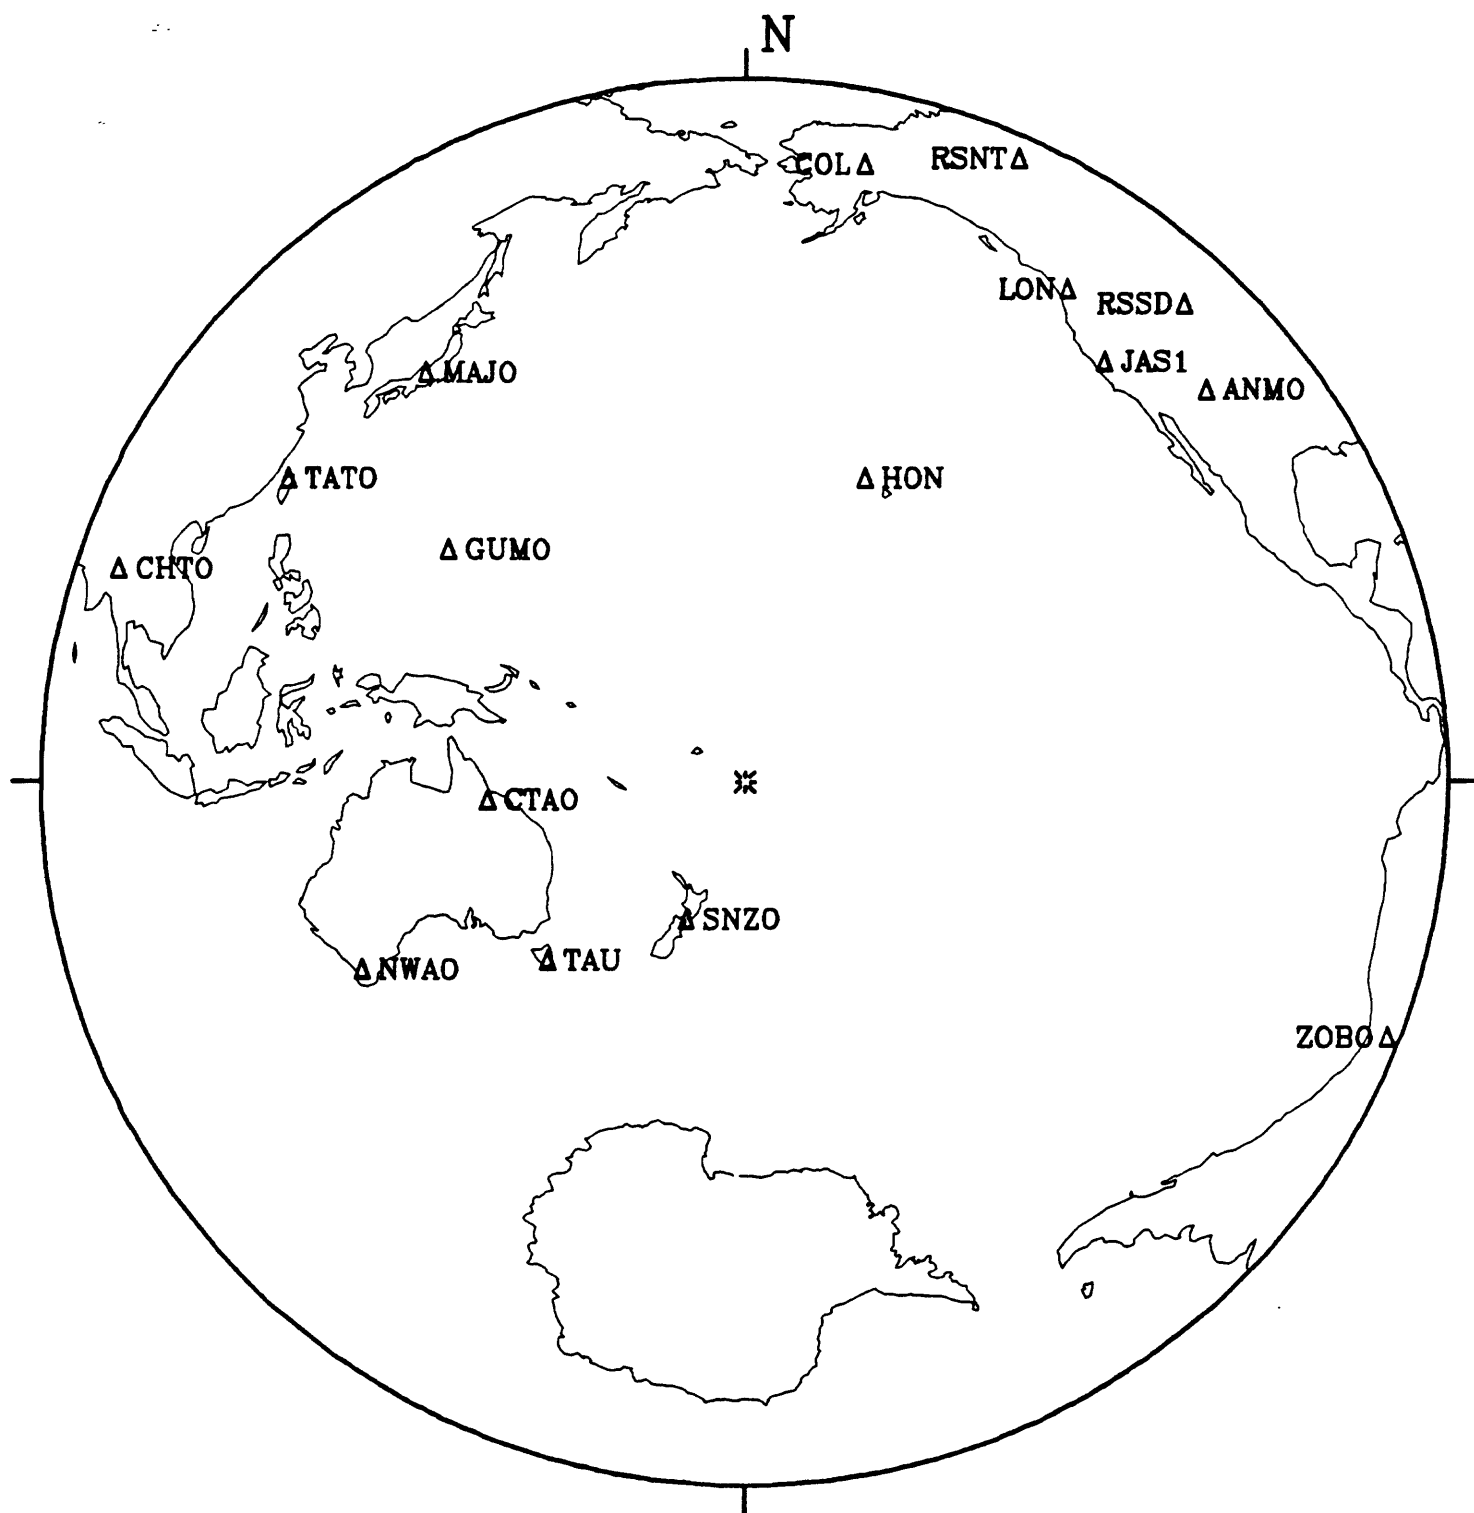 N
COL
RSNT
LON
RSSD
MAJO
JAS1
ANMO
TATO
HON
GUMO
CHTO
CTAO
SNZO
TAU
NWAO
ZOBO